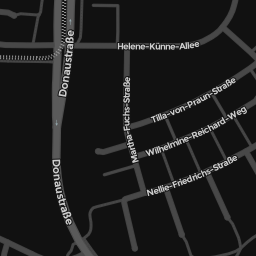 Helene-Künne-Allee
Donaustraße
Martha-Fuchs-Straße
Tilla-von-Praun-Straße
Wilhelmine-Reichard-Weg
Nellie-Friedrichs-Straße
Donaustraße